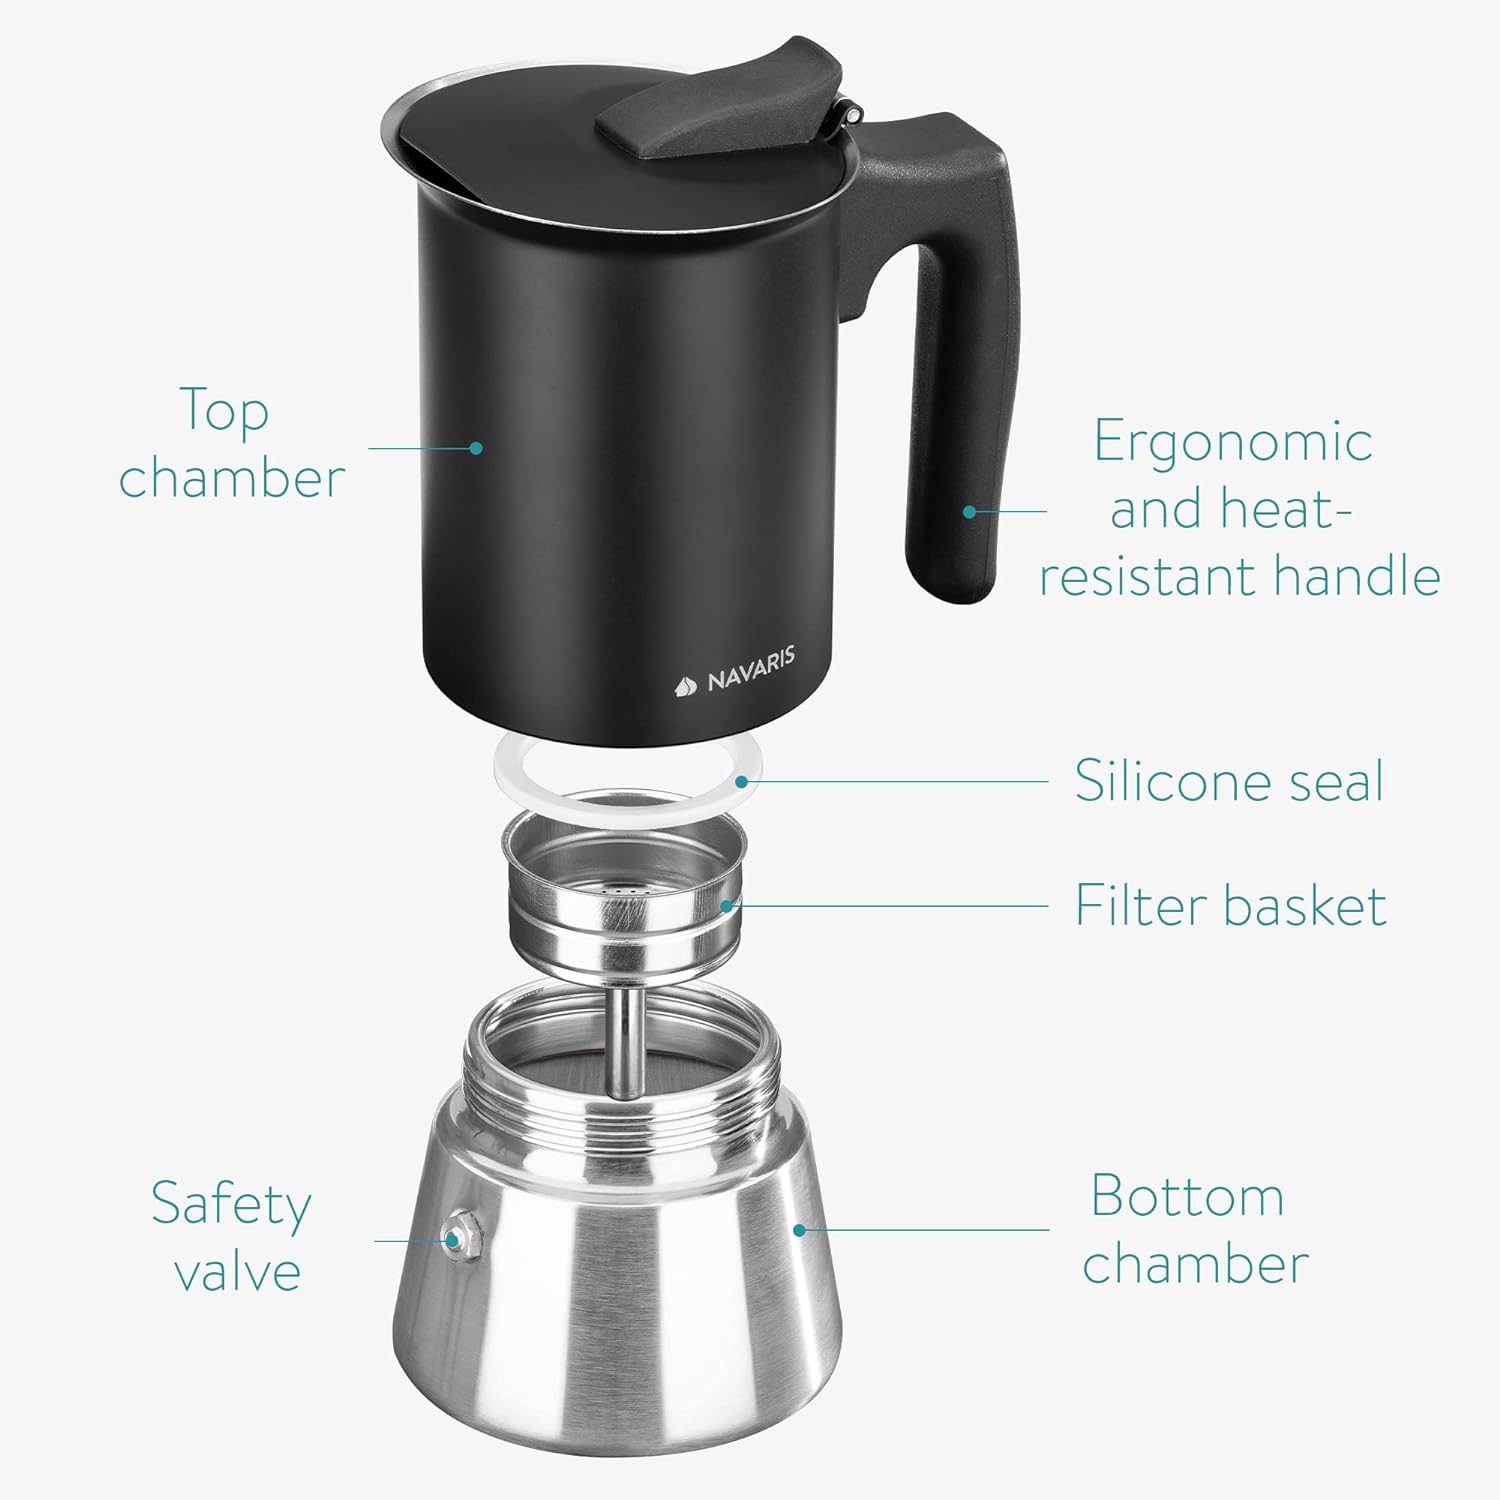 Top
chamber
Ergonomic
and heat-
resistant handle
NAVARIS
Silicone seal
Filter basket
Safety
valve
Bottom
chamber